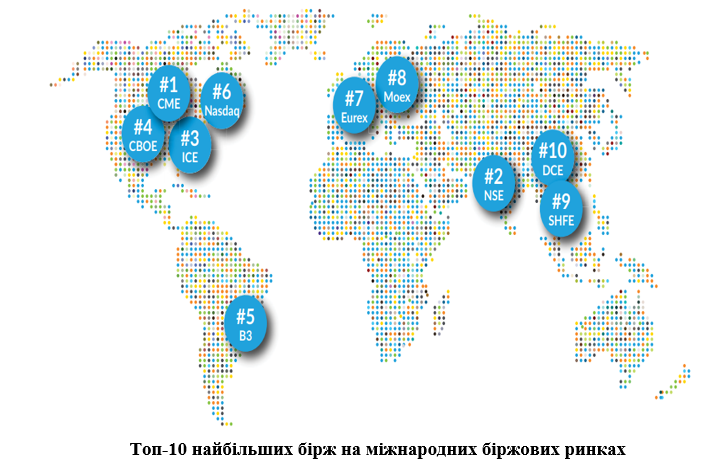 #1
CME
#6
Nasdaq
#4
CBOE
#3
ICE
#7
Eurex
#8
Moex
#2
NSE
#10
DCE
#9
SHFE
#5
B3
Топ-10 найбільших бірж на міжнародних біржових ринках